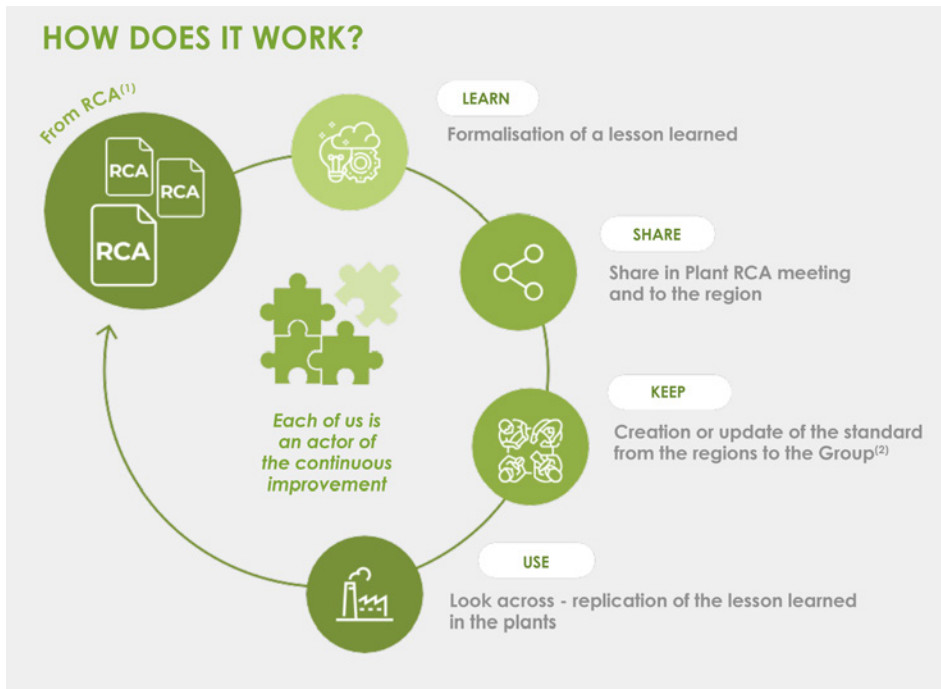 HOW DOES IT WORK?
From RCA(1)
RCA
RCA
RCA
LEARN
Formalisation of a lesson learned
SHARE
Share in Plant RCA meeting
and to the region
KEEP
Creation or update of the standard
from the regions to the Group(2)
Each of us is
an actor of
the continuous
improvement
USE
Look across - replication of the lesson learned
in the plants